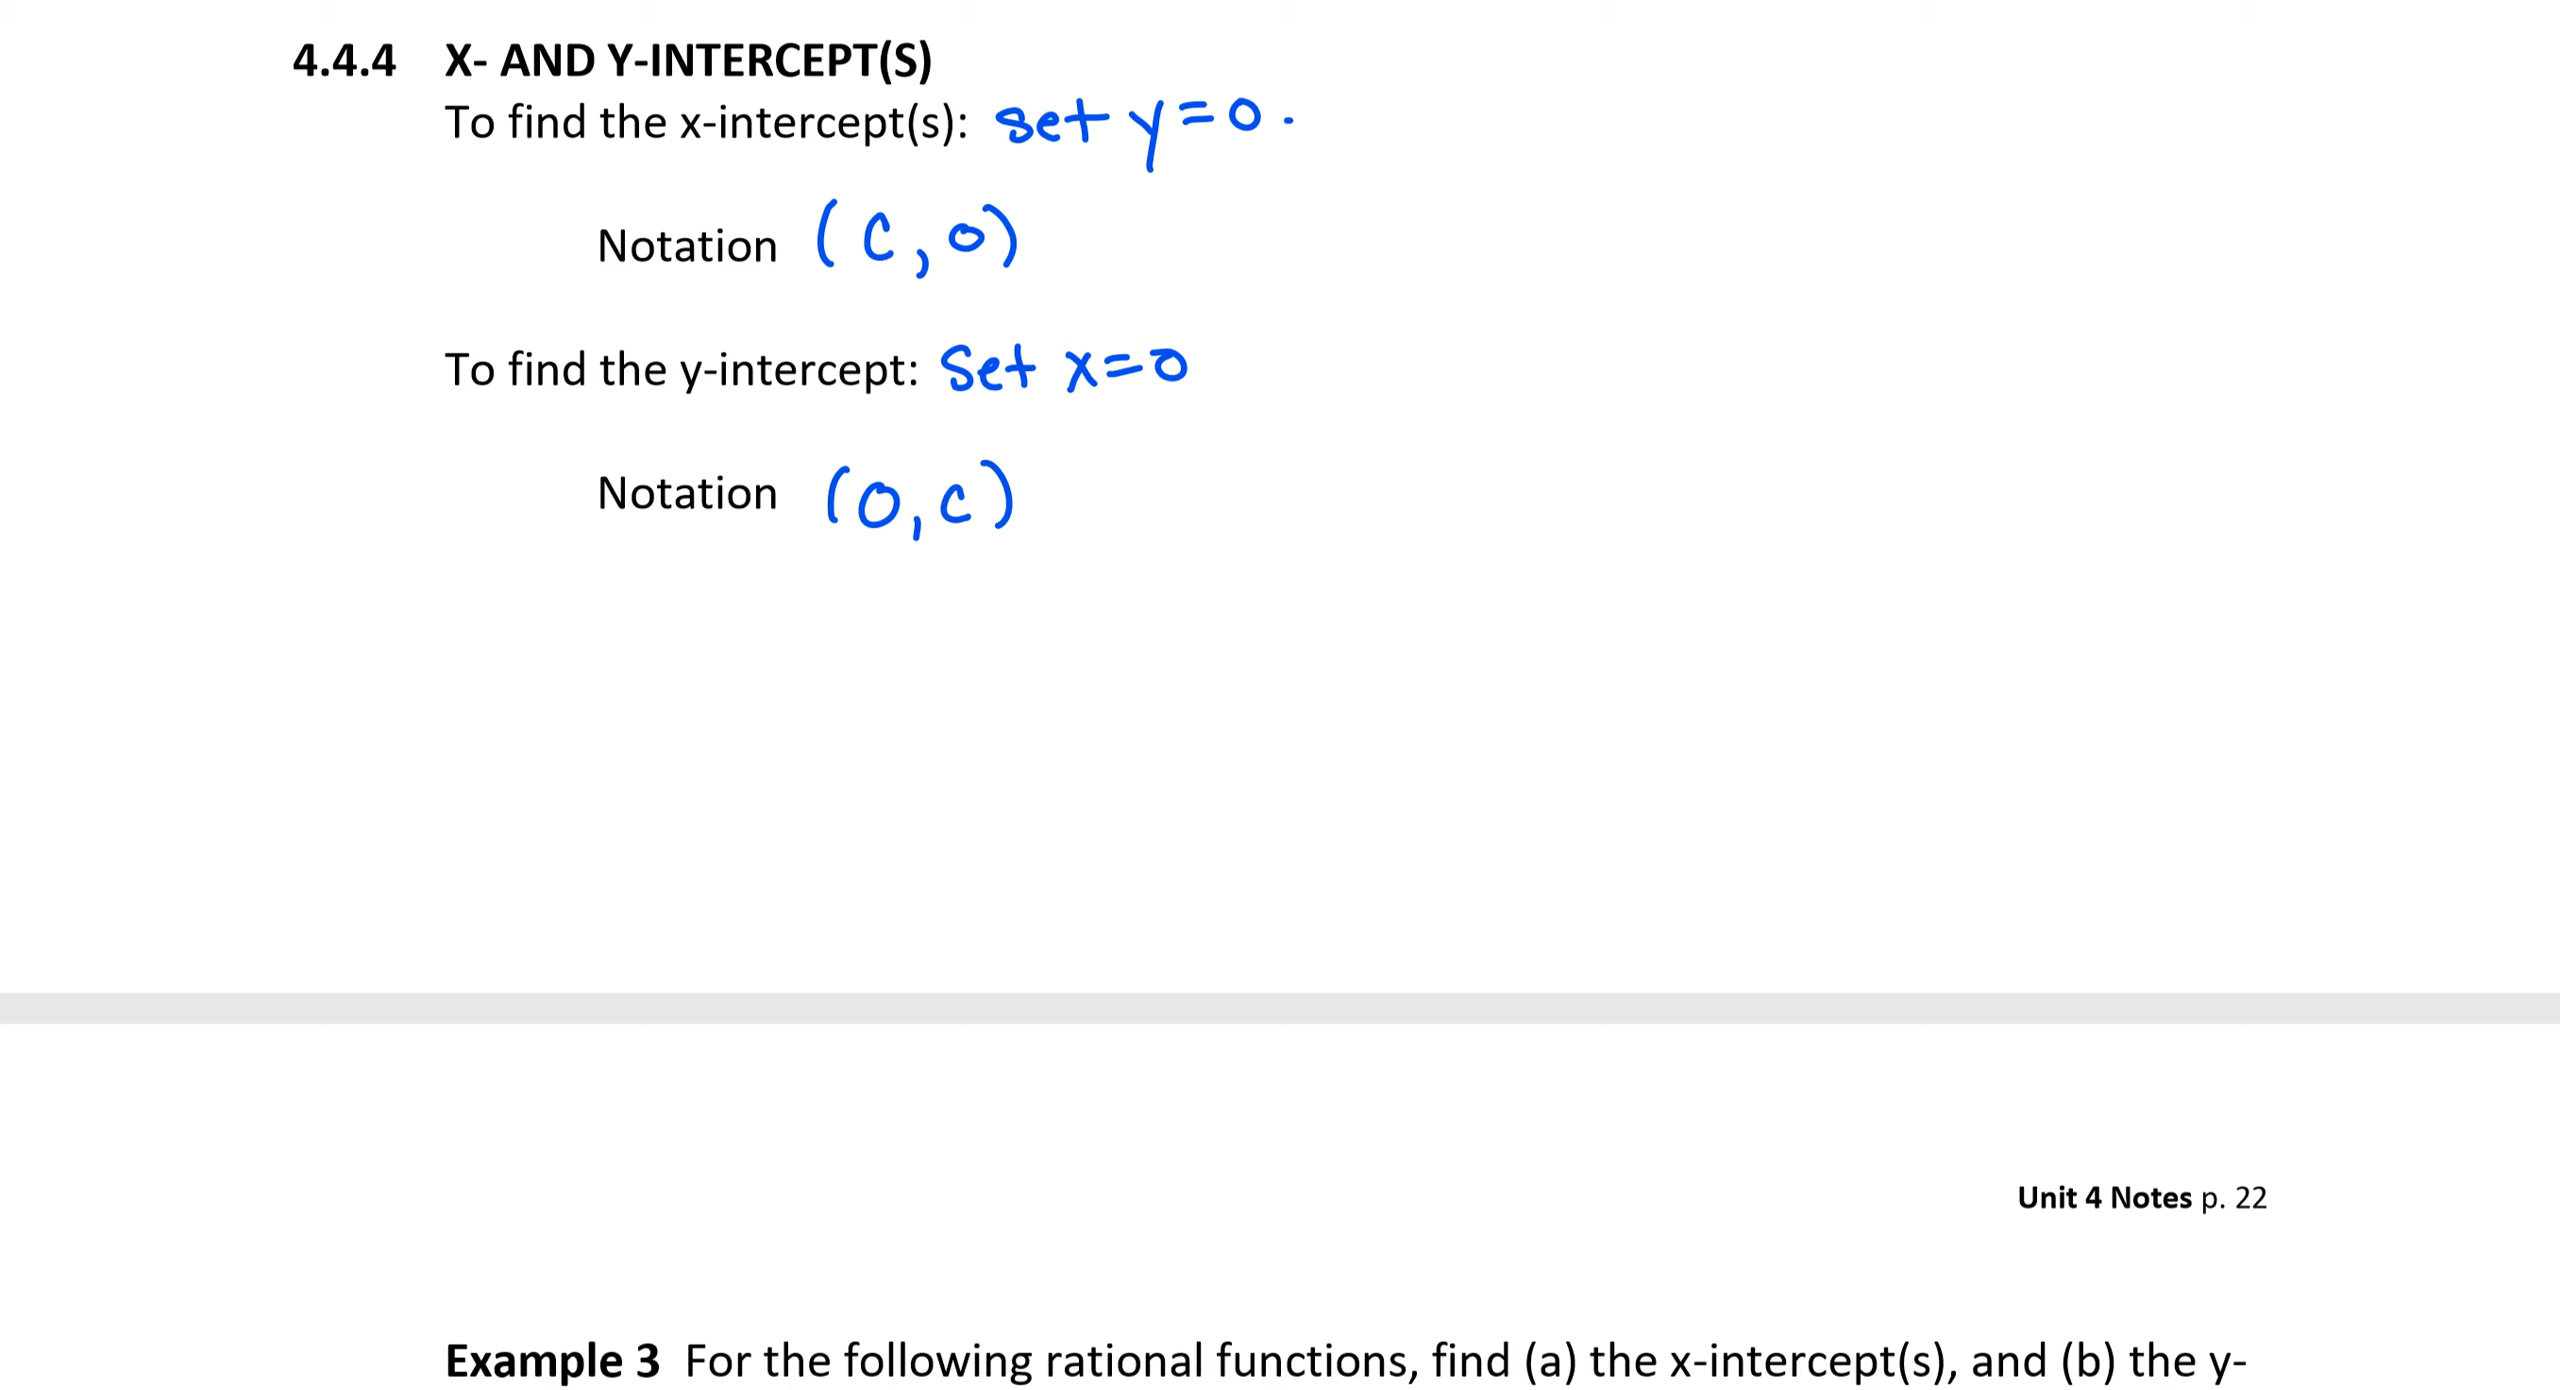 4.4.4 X- AND Y-INTERCEPT(S)
To find the x-intercept(s): set y=0.
Notation (c,0)
To find the y-intercept: Set x=0
Notation (0,c)
Unit 4 Notes p. 22
Example 3 For the following rational functions, find (a) the x-intercept(s), and (b) the y-